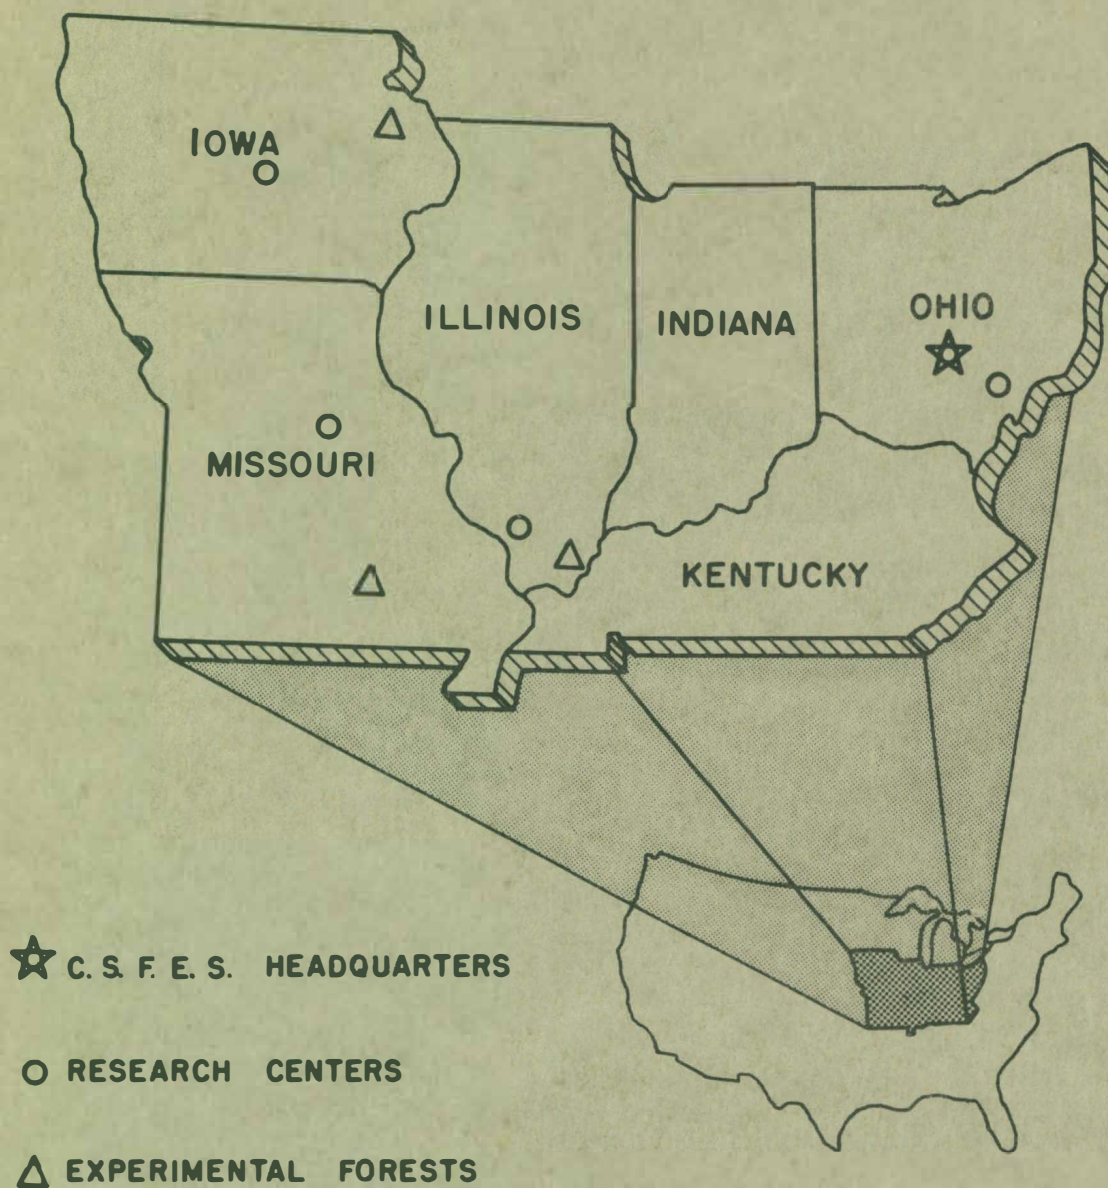 IOWA
ILLINOIS
INDIANA
OHIO
MISSOURI
KENTUCKY
C. S. F. E. S. HEADQUARTERS
RESEARCH CENTERS
EXPERIMENTAL FORESTS